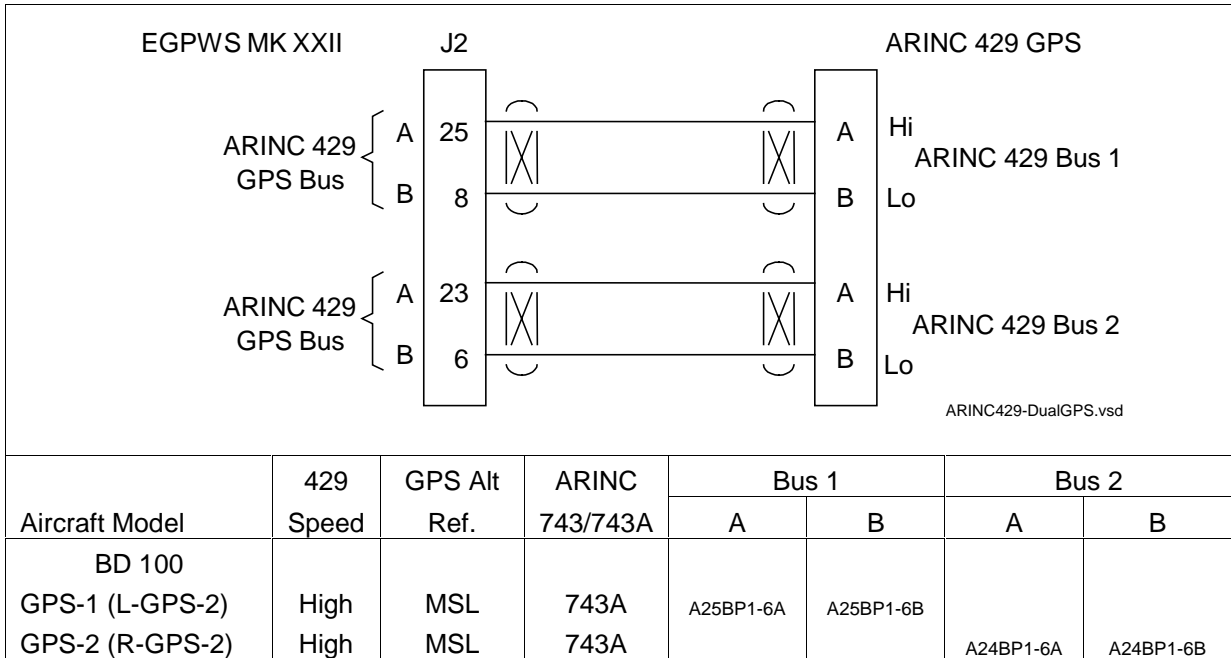 EGPWS MK XXII J2 ARINC 429 GPS
ARINC 429 GPS Bus A 25 A Hi
B 8 B Lo
ARINC 429 Bus 1
ARINC 429 GPS Bus A 23 A Hi
B 6 B Lo
ARINC 429 Bus 2
ARINC429-DualGPS.vsd
429 GPS Alt ARINC Bus 1 Bus 2
Aircraft Model Speed Ref. 743/743A A B A B
BD 100
GPS-1 (L-GPS-2) High MSL 743A A25BP1-6A A25BP1-6B
GPS-2 (R-GPS-2) High MSL 743A A24BP1-6A A24BP1-6B